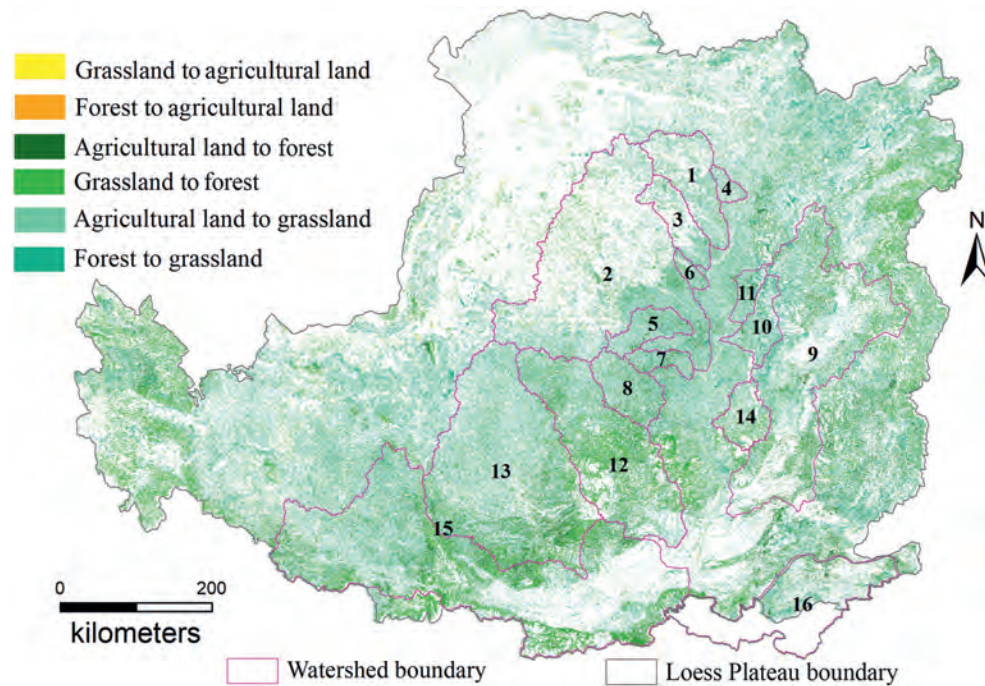 Grassland to agricultural land
Forest to agricultural land
Agricultural land to forest
Grassland to forest
Agricultural land to grassland
Forest to grassland
1
4
3
N
2
6
11
5
10
9
7
8
14
12
13
15
0 200
kilometers
16
Watershed boundary
Loess Plateau boundary